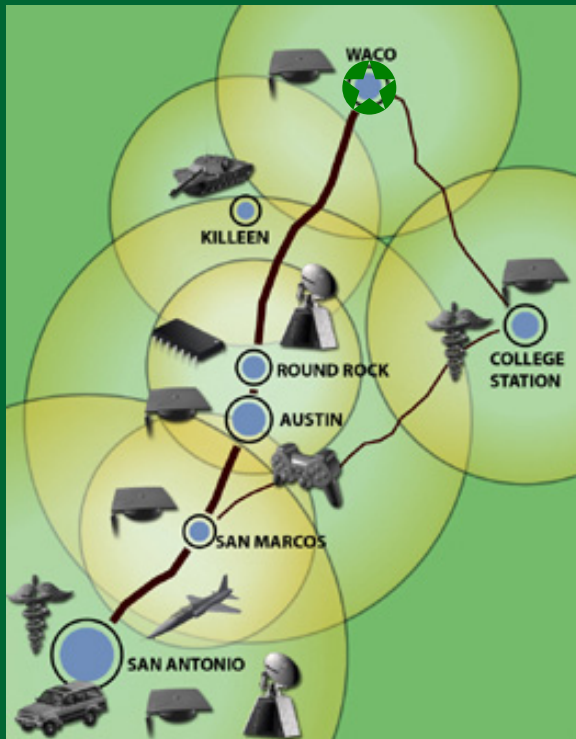 WACO
KILLEEN
ROUND ROCK
COLLEGE
STATION
AUSTIN
SAN MARCOS
SAN ANTONIO